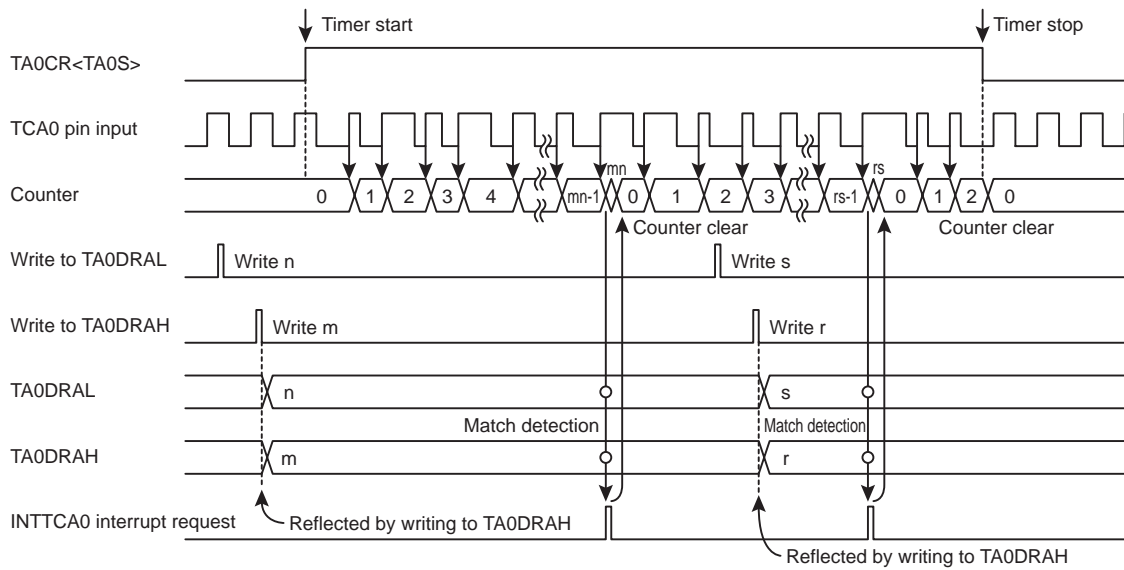 Timer start
Timer stop
TA0CR<TA0S>
TCA0 pin input
mn
rs
Counter
0 1 2 3 4 mn-1 0 1 2 3 rs-1 0 1 2 0
Counter clear
Counter clear
Write to TA0DRAL
Write n
Write s
Write to TA0DRAH
Write m
Write r
TA0DRAL
n
s
Match detection
Match detection
TA0DRAH
m
r
INTTCA0 interrupt request
Reflected by writing to TA0DRAH
Reflected by writing to TA0DRAH